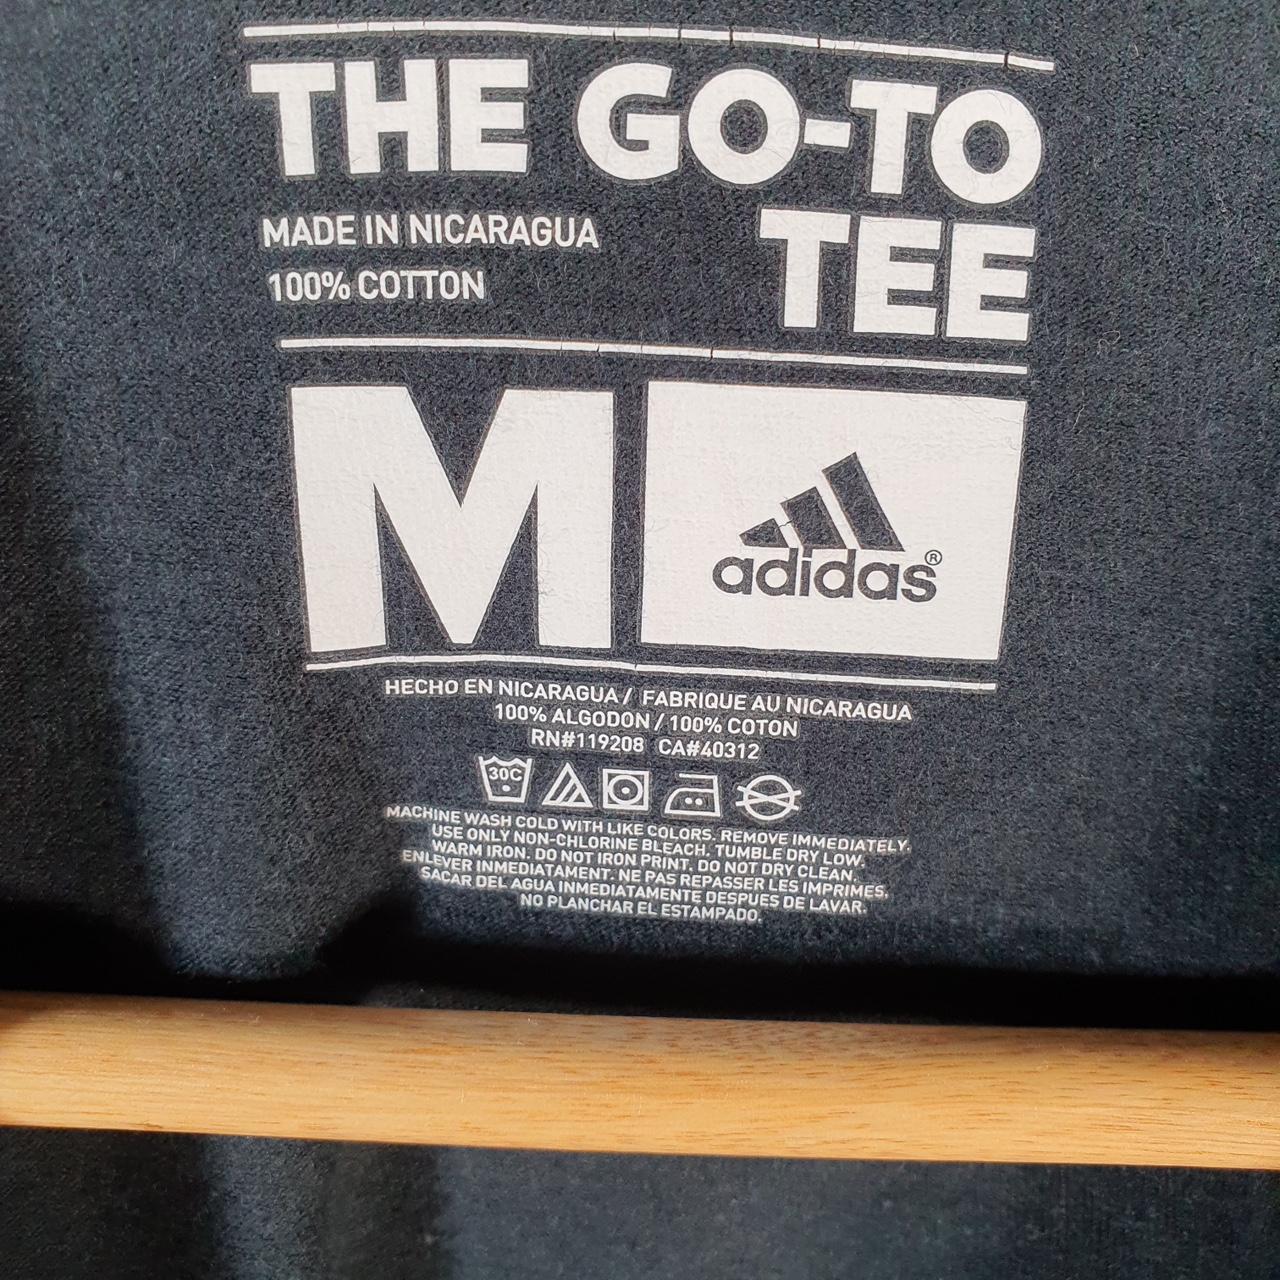 THE GO-TO
TEE
MADE IN NICARAGUA
100% COTTON
M
adidas®
HECHO EN NICARAGUA / FABRIQUE AU NICARAGUA
100% ALGODON / 100% COTON
RN#119208 CA#40312
30C
MACHINE WASH COLD WITH LIKE COLORS. REMOVE IMMEDIATELY.
USE ONLY NON-CHLORINE BLEACH. TUMBLE DRY LOW.
WARM IRON. DO NOT IRON PRINT. DO NOT DRY CLEAN.
ENLEVER INMEDIATAMENT. NE PAS REPASSER LES IMPRIMES.
SACAR DEL AGUA INMEDIATAMENTE DESPUES DE LAVAR.
NO PLANCHAR EL ESTAMPADO.